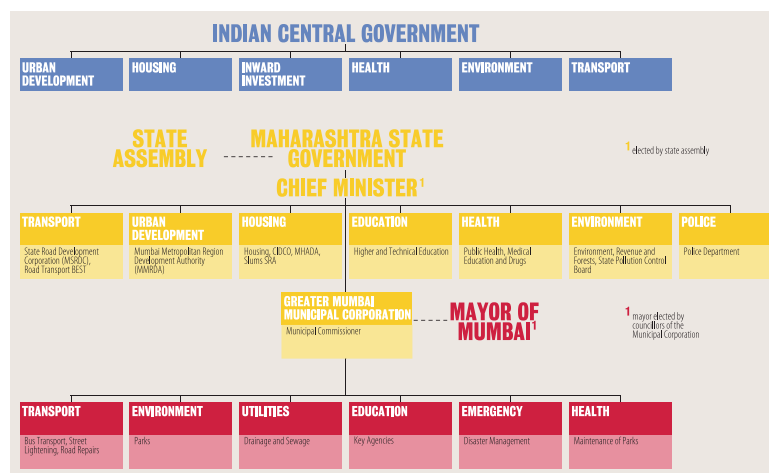 INDIAN CENTRAL GOVERNMENT
URBAN
DEVELOPMENT
HOUSING
INWARD
INVESTMENT
HEALTH
ENVIRONMENT
TRANSPORT
STATE
ASSEMBLY
MAHARASHTRA STATE
GOVERNMENT
CHIEF MINISTER¹
¹ elected by state assembly
TRANSPORT
State Road Development
Corporation (MSRDC),
Road Transport BEST
URBAN
DEVELOPMENT
Mumbai Metropolitan Region
Development Authority
(MMRDA)
HOUSING
Housing, CIDCO, MHADA,
Slums SRA
EDUCATION
Higher and Technical Education
HEALTH
Public Health, Medical
Education and Drugs
ENVIRONMENT
Environment, Revenue and
Forests, State Pollution Control
Board
POLICE
Police Department
GREATER MUMBAI
MUNICIPAL CORPORATION
Municipal Commissioner
MAYOR OF
MUMBAI¹
¹ mayor elected by
councillors of the
Municipal Corporation
TRANSPORT
Bus Transport, Street
Lightening, Road Repairs
ENVIRONMENT
Parks
UTILITIES
Drainage and Sewage
EDUCATION
Key Agencies
EMERGENCY
Disaster Management
HEALTH
Maintenance of Parks